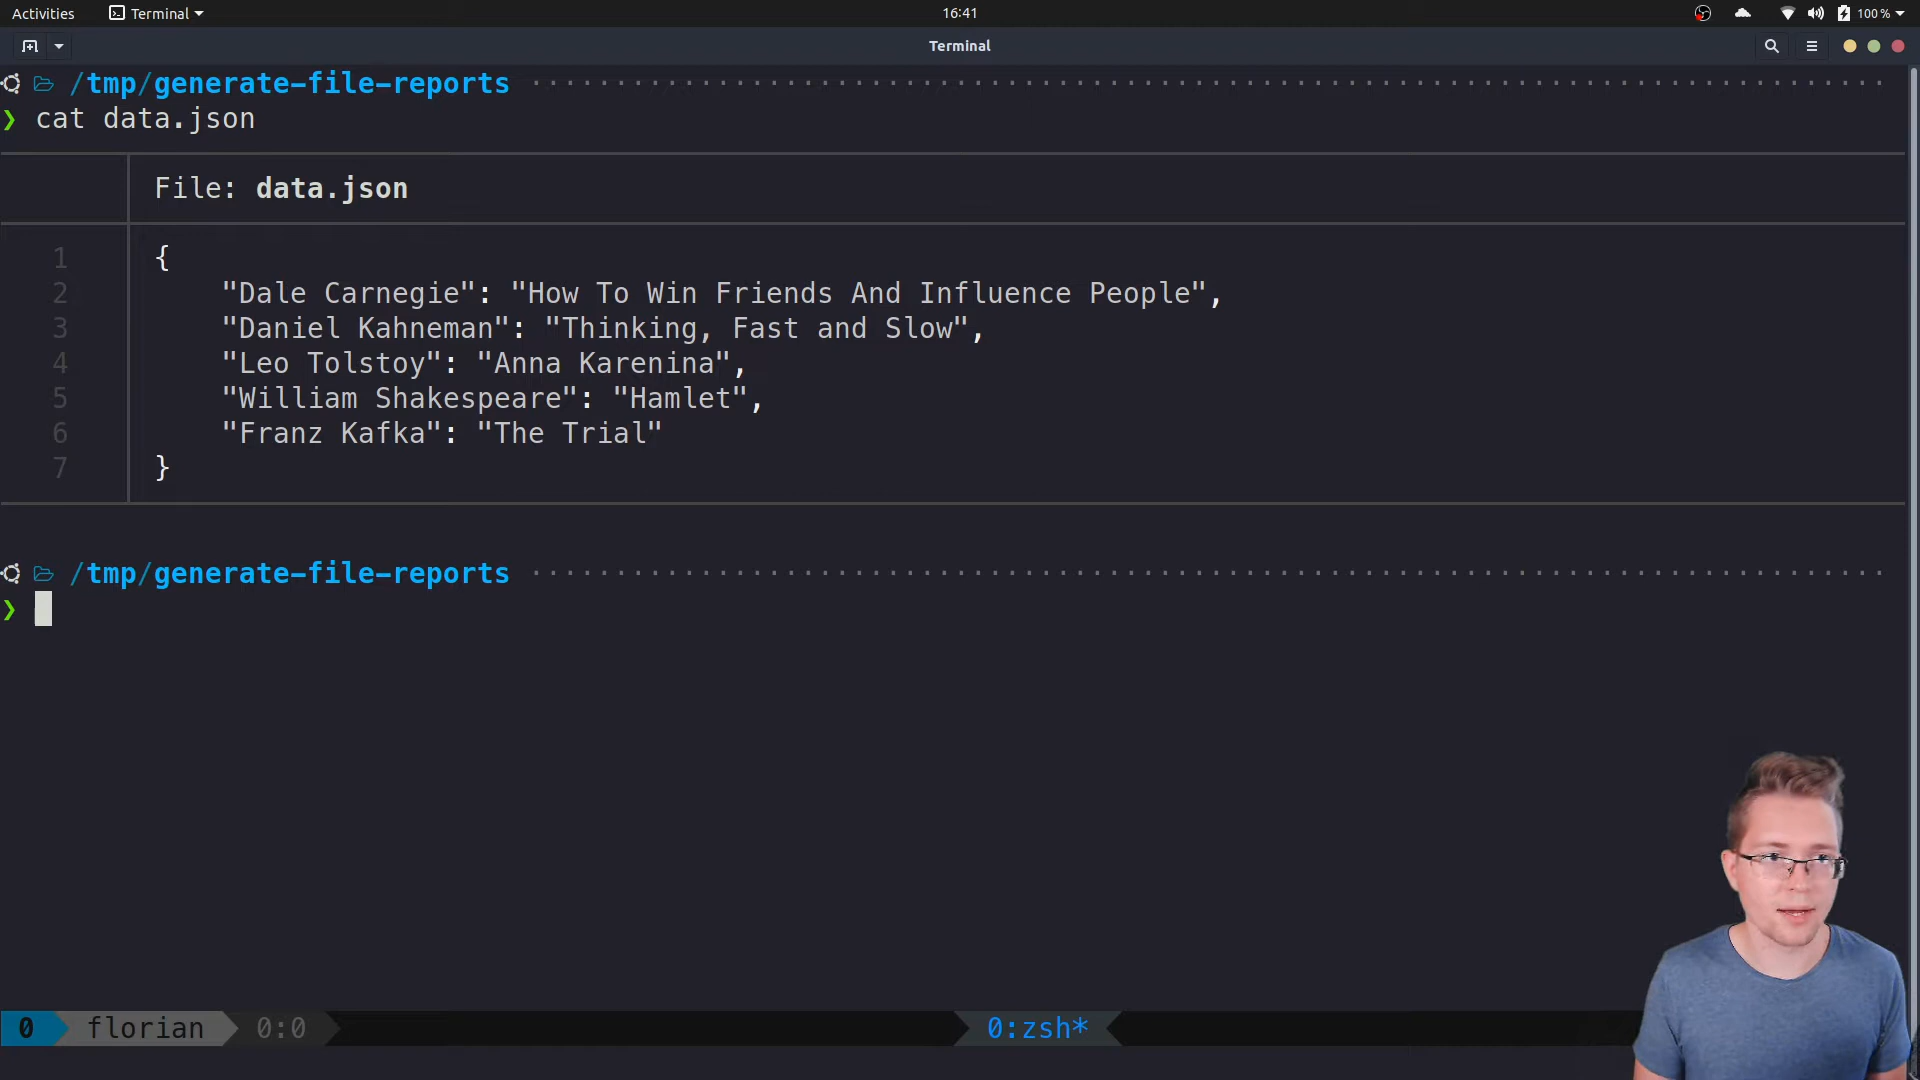 Activities Terminal 16:41 100 %
Terminal
/tmp/generate-file-reports
❯ cat data.json
File: data.json
1 {
2 "Dale Carnegie": "How To Win Friends And Influence People",
3 "Daniel Kahneman": "Thinking, Fast and Slow",
4 "Leo Tolstoy": "Anna Karenina",
5 "William Shakespeare": "Hamlet",
6 "Franz Kafka": "The Trial"
7 }
/tmp/generate-file-reports
❯
0 florian 0:0 0:zsh*